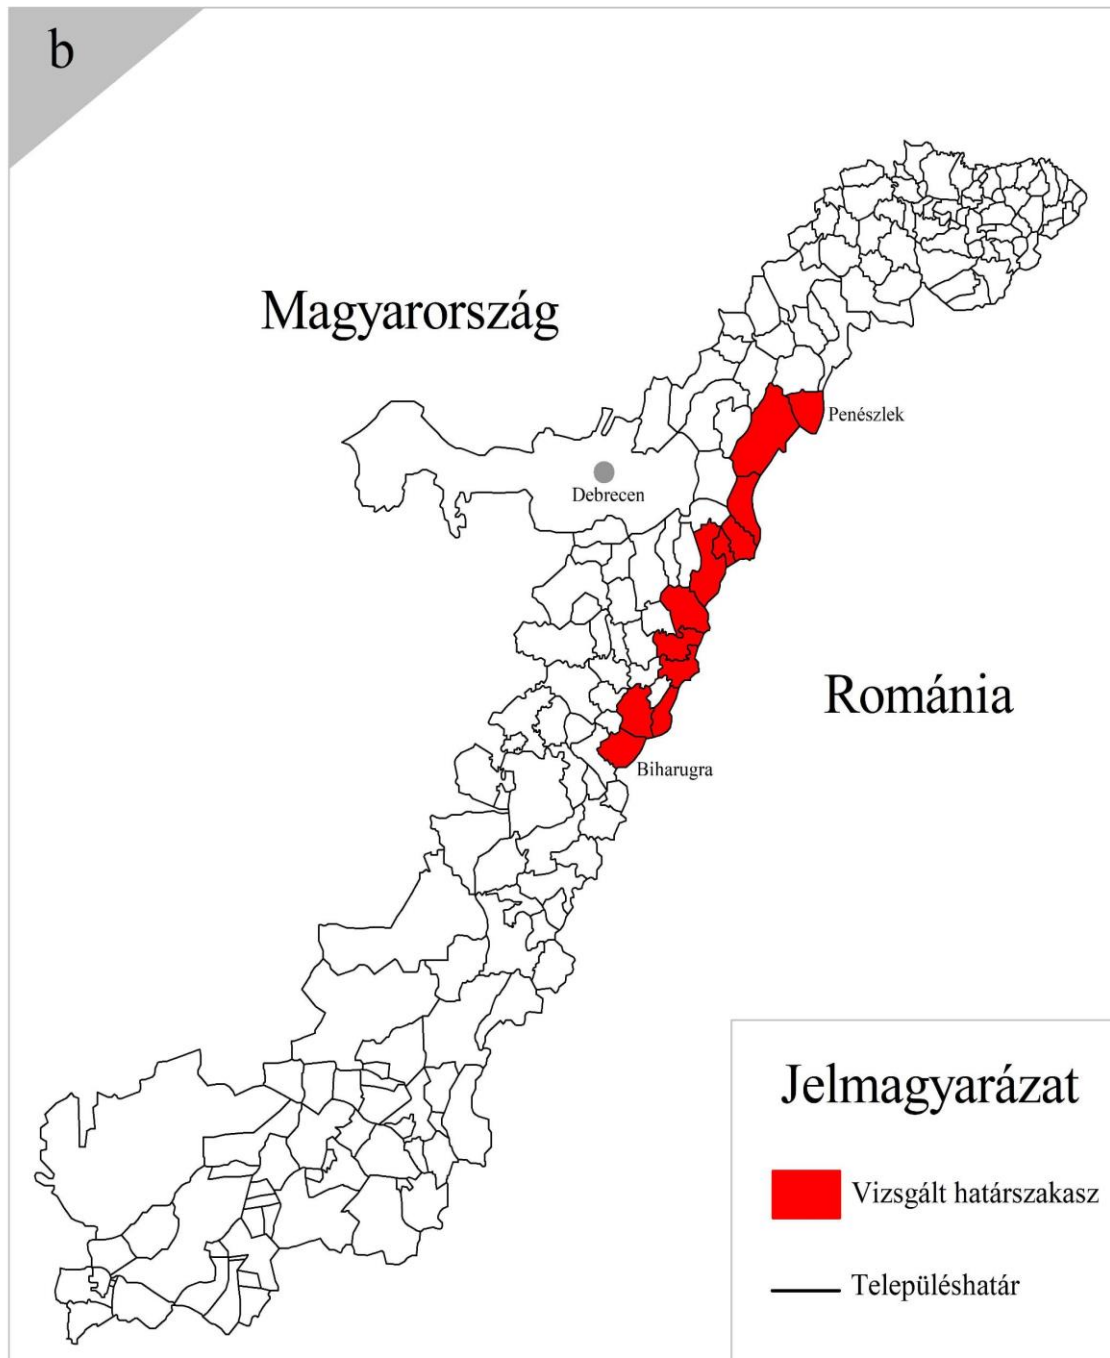 b
Magyarország
Penészlek
Debrecen
Románia
Biharugra
Jelmagyarázat
Vizsgált határszakasz
Településhatár